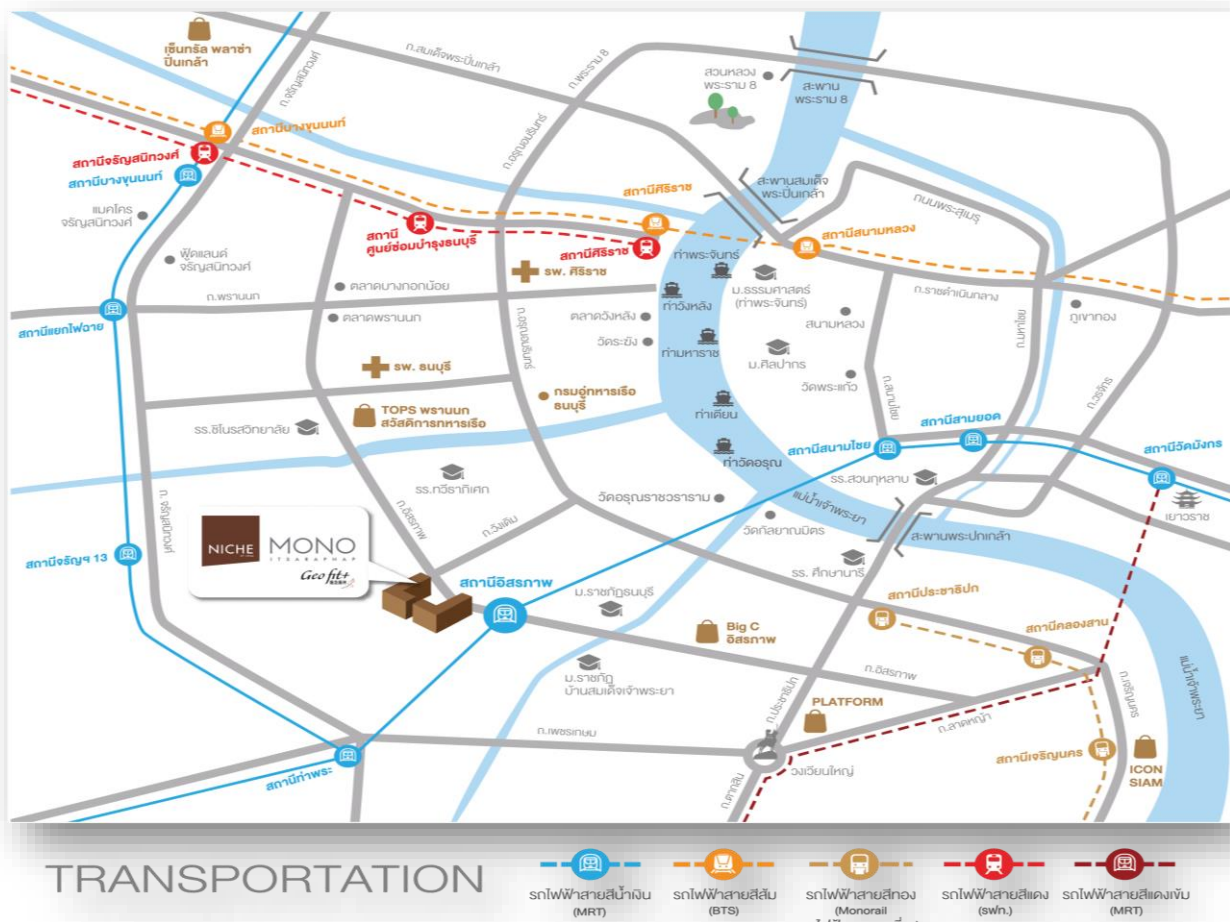 เซ็นทรัล พลาซ่า
ปิ่นเกล้า
ถ.จรัญสนิทวงศ์
ถ.สมเด็จพระปิ่นเกล้า
ถ.พระราม 8
ถ.อรุณอมรินทร์
สวนหลวง
พระราม 8
สะพาน
พระราม 8
สถานีบางขุนนนท์
สถานีจรัญสนิทวงศ์
สถานีบางขุนนนท์
แมคโคร
จรัญสนิทวงศ์
ฟู้ดแลนด์
จรัญสนิทวงศ์
สถานี
ศูนย์ซ่อมบำรุงธนบุรี
สถานีศิริราช
สถานีศิริราช
สะพานสมเด็จ
พระปิ่นเกล้า
ถนนพระสุเมรุ
สถานีสนามหลวง
ท่าพระจันทร์
รพ. ศิริราช
ม.ธรรมศาสตร์
(ท่าพระจันทร์)
ถ.ราชดำเนินกลาง
ตลาดบางกอกน้อย
ถ.พรานนก
ท่าวังหลัง
ตลาดวังหลัง
สนามหลวง
ภูเขาทอง
ถ.มหาไชย
สถานีแยกไฟฉาย
ตลาดพรานนก
วัดระฆัง
ท่ามหาราช
ม.ศิลปากร
ถ.อรุณอมรินทร์
รพ. ธนบุรี
วัดพระแก้ว
กรมอู่ทหารเรือ
ธนบุรี
ท่าเตียน
ถ.สนามไชย
ถ.วรจักร
TOPS พรานนก
สวัสดิการทหารเรือ
รร.ชิโนรสวิทยาลัย
สถานีสามยอด
สถานีสนามไชย
สถานีวัดมังกร
ท่าวัดอรุณ
รร.ทวีธาภิเศก
รร.สวนกุหลาบ
วัดอรุณราชวราราม
แม่น้ำเจ้าพระยา
เยาวราช
ถ.จรัญสนิทวงศ์
ถ.อิสรภาพ
ถ.วังเดิม
วัดกัลยาณมิตร
สะพานพระปกเกล้า
NICHE MONO
ITSARAPHAP
Geo fit+
สถานีจรัญฯ 13
สถานีอิสรภาพ
รร. ศึกษานารี
ม.ราชภัฏธนบุรี
สถานีประชาธิปก
Big C
อิสรภาพ
สถานีคลองสาน
ม.ราชภัฏ
บ้านสมเด็จเจ้าพระยา
ถ.อิสรภาพ
ถ.เจริญนคร
แม่น้ำเจ้าพระยา
ถ.ประชาธิปก
PLATFORM
ถ.ลาดหญ้า
ถ.เพชรเกษม
สถานีเจริญนคร
สถานีท่าพระ
วงเวียนใหญ่
ถ.ตากสิน
ICON
SIAM
TRANSPORTATION
รถไฟฟ้าสายสีน้ำเงิน
(MRT)
รถไฟฟ้าสายสีส้ม
(BTS)
รถไฟฟ้าสายสีทอง
(Monorail
รถไฟฟ้าสายสีแดง
(รฟท.)
รถไฟฟ้าสายสีแดงเข้ม
(MRT)